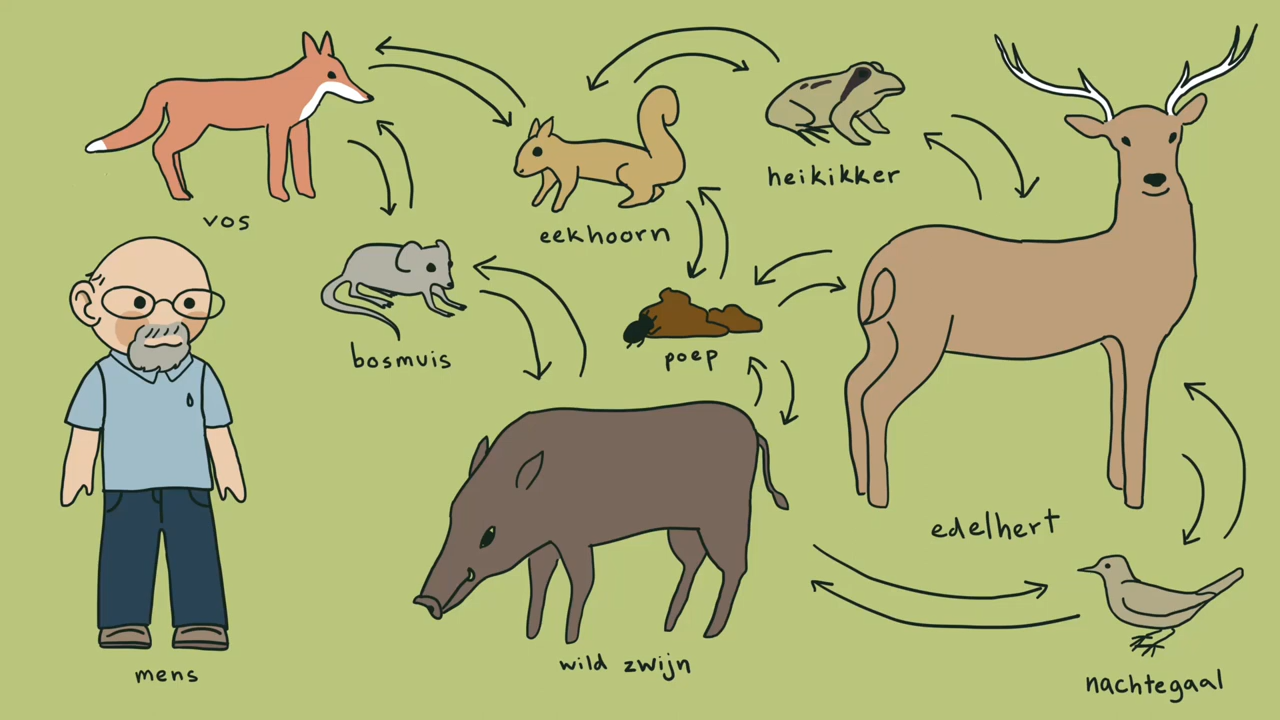 vos
eekhoorn
heikikker
bosmuis
poep
edelhert
mens
wild zwijn
nachtegaal